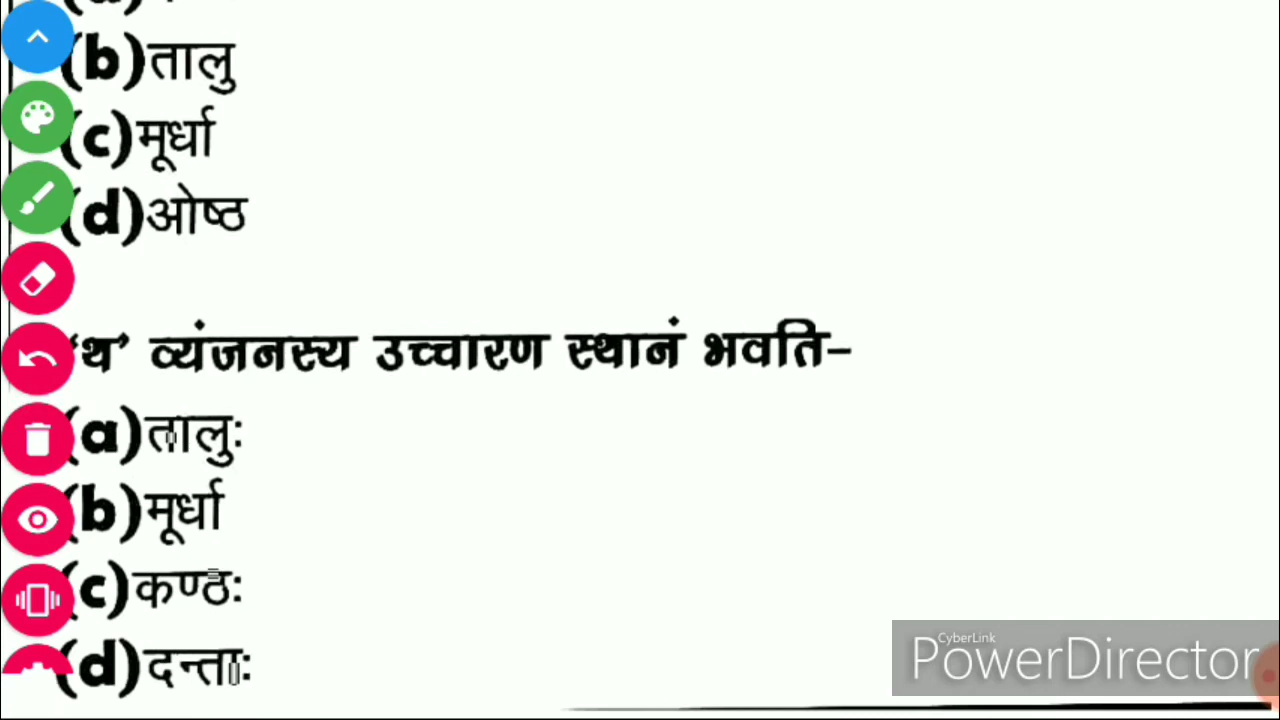 (b)तालु
(c)मूर्धा
(d)ओष्ठ
‘थ’ व्यंजनस्य उच्चारण स्थानं भवति-
(a)तालुः
(b)मूर्धा
(c)कण्ठः
(d)दन्ताः
CyberLink
PowerDirector